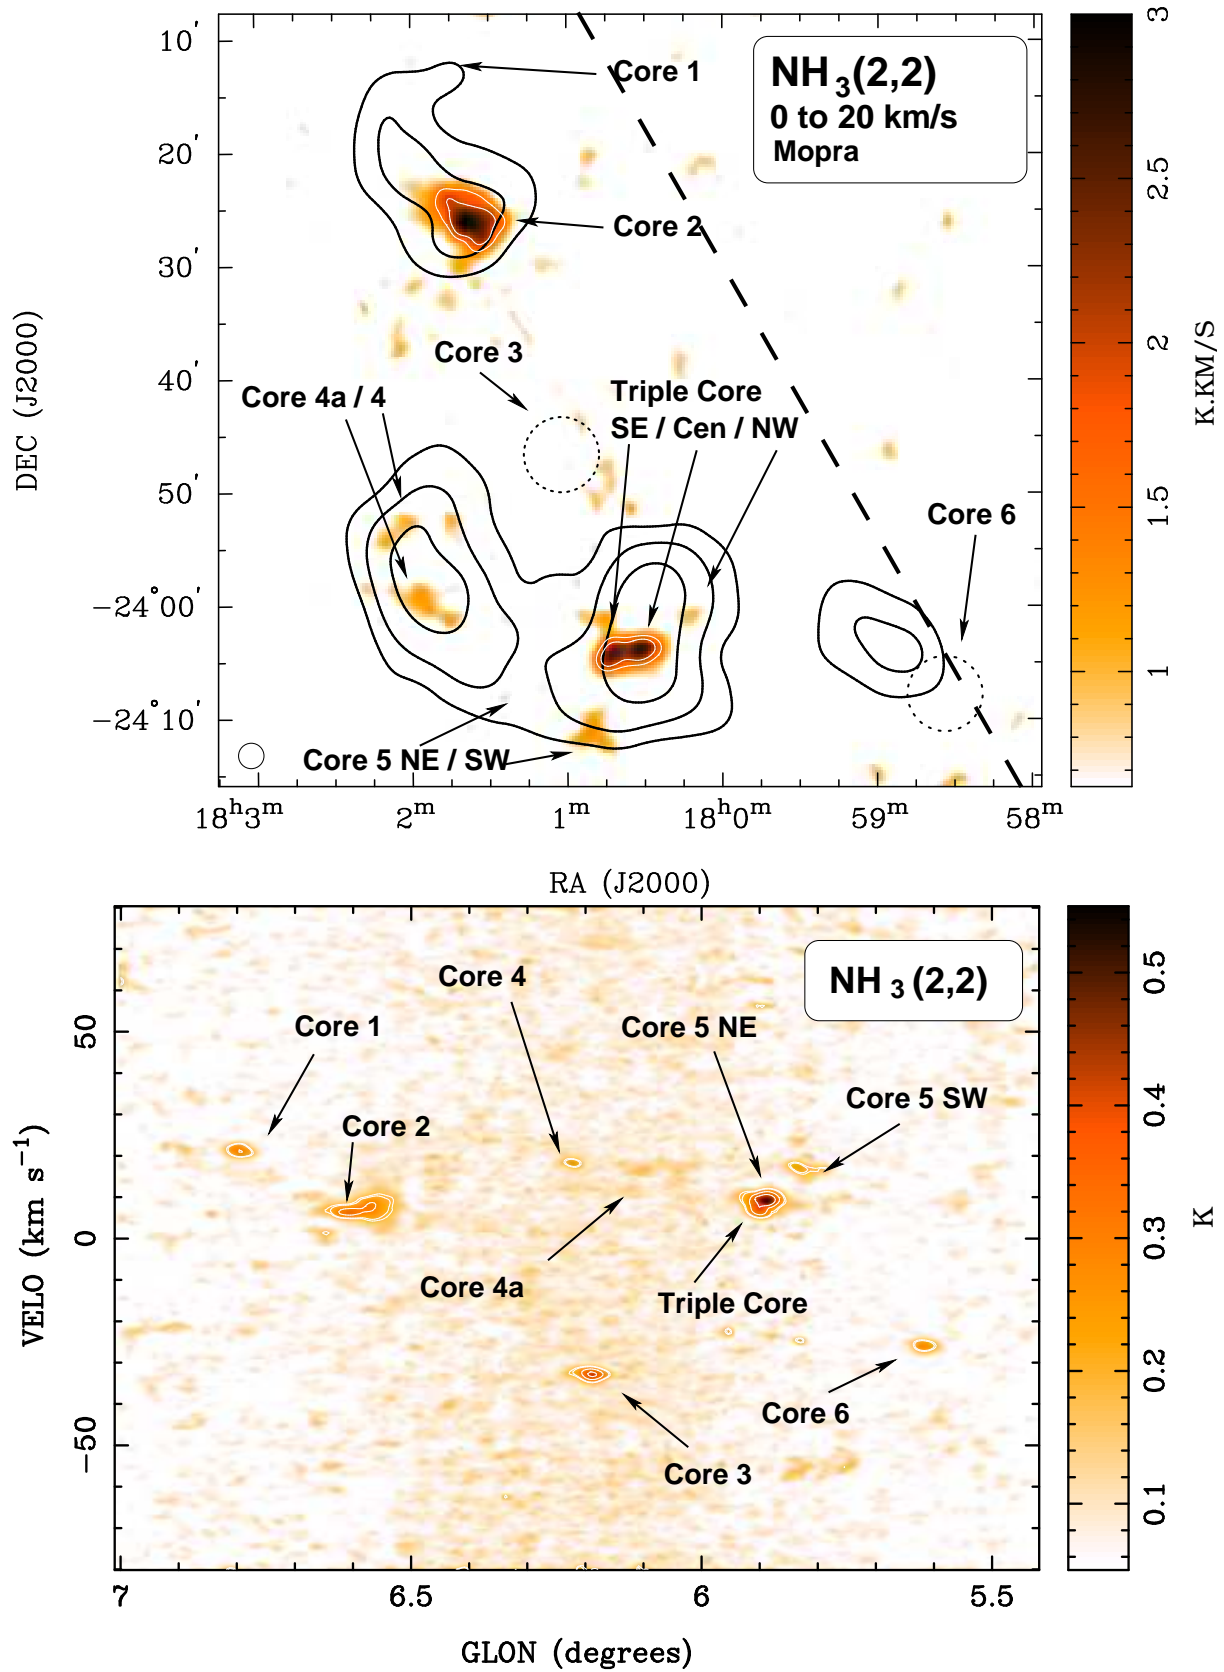 10′
20′
30′
40′
50′
−24°00′
−24°10′
DEC (J2000)
Core 1
NH3(2,2)
0 to 20 km/s
Mopra
Core 2
Core 3
Core 4a / 4
Triple Core
SE / Cen / NW
Core 6
Core 5 NE / SW
18h3m
2m
1m
18h0m
59m
58m
RA (J2000)
3
2.5
2
1.5
1
K.KM/S
NH3(2,2)
Core 4
Core 1
Core 5 NE
Core 5 SW
Core 2
Core 4a
Triple Core
Core 6
Core 3
50
0
−50
VELO (km s−1)
7
6.5
6
5.5
GLON (degrees)
0.5
0.4
0.3
0.2
0.1
K